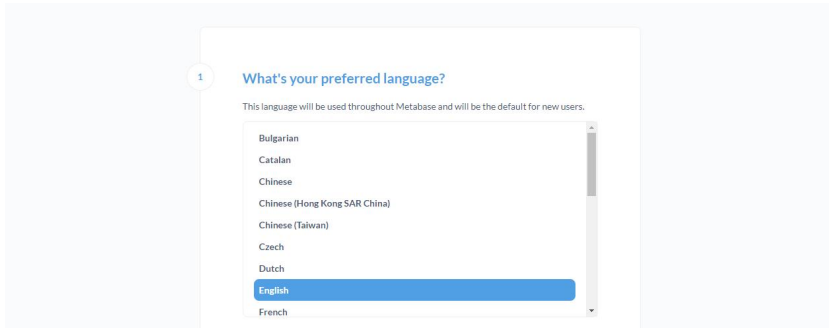 1
What's your preferred language?
This language will be used throughout Metabase and will be the default for new users.
Bulgarian
Catalan
Chinese
Chinese (Hong Kong SAR China)
Chinese (Taiwan)
Czech
Dutch
English
French